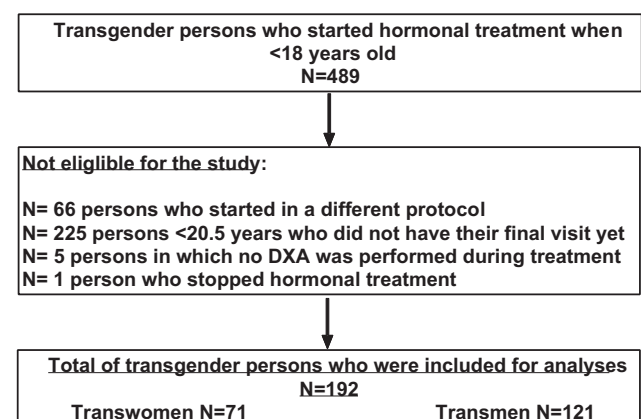 Transgender persons who started hormonal treatment when
<18 years old
N=489
Not eliglible for the study:
N= 66 persons who started in a different protocol
N= 225 persons <20.5 years who did not have their final visit yet
N= 5 persons in which no DXA was performed during treatment
N= 1 person who stopped hormonal treatment
Total of transgender persons who were included for analyses
N=192
Transwomen N=71 Transmen N=121